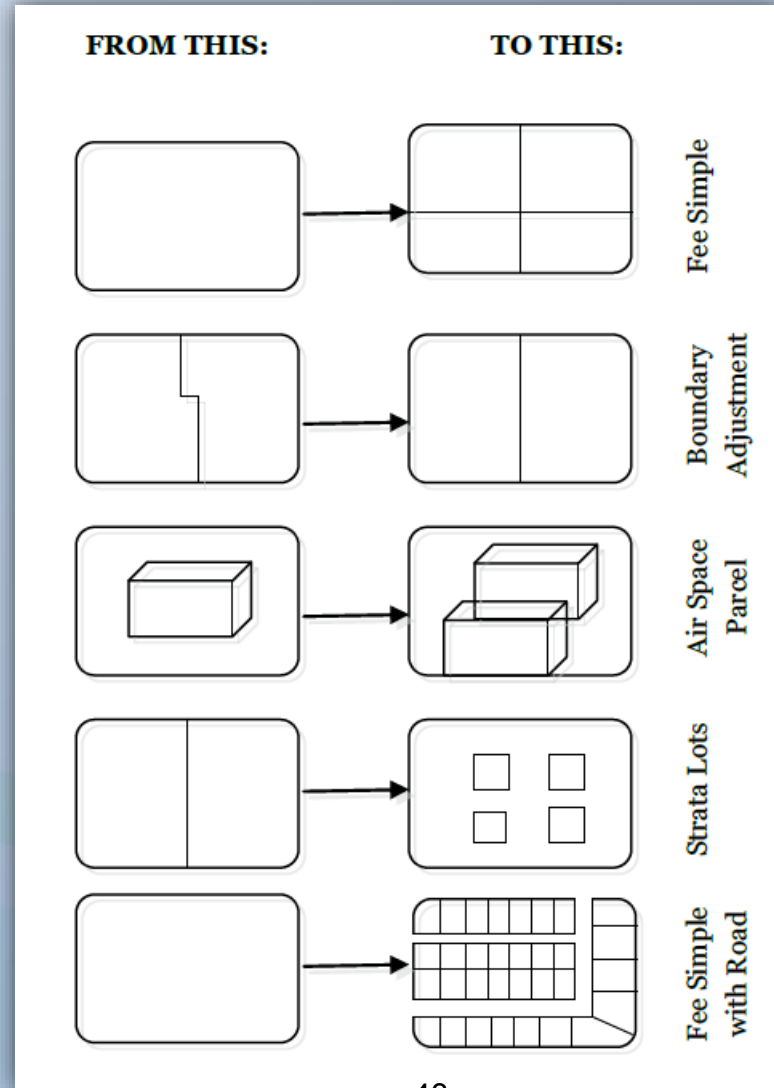 FROM THIS:
TO THIS:
Fee Simple
Boundary
Adjustment
Air Space
Parcel
Strata Lots
Fee Simple
with Road